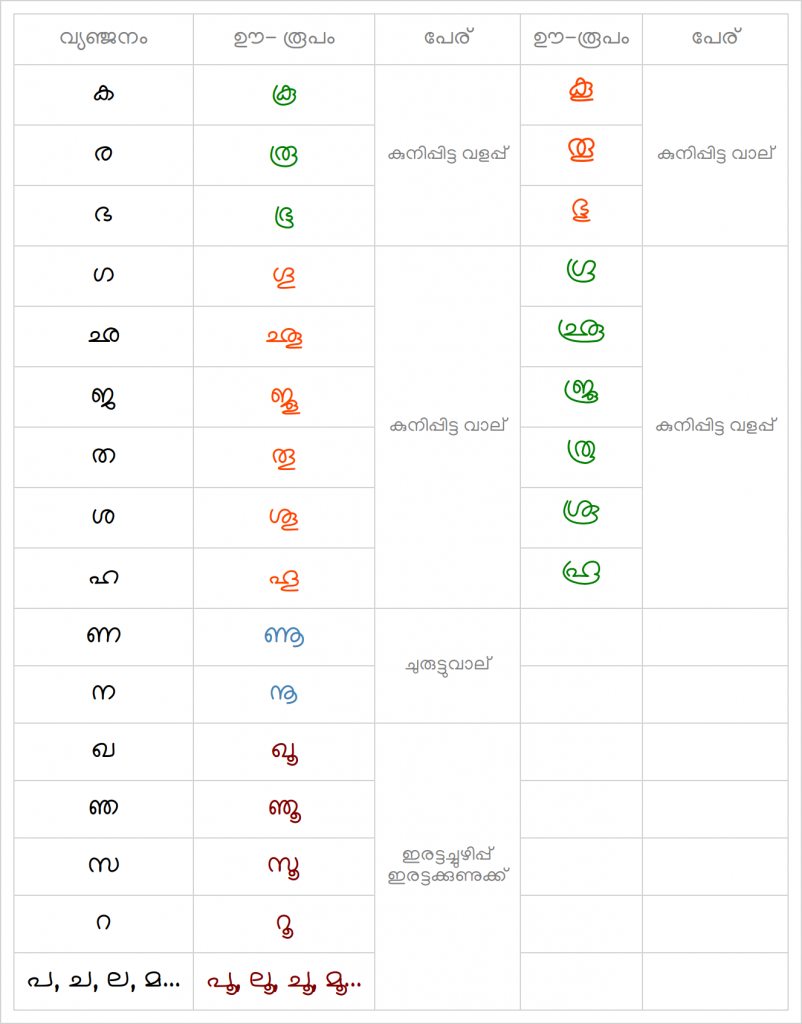 വ്യഞ്ജനം ഊ- രൂപം പേര് ഊ-രൂപം പേര്
ക കൂ കൂ
ര രൂ കുനിപ്പിട്ട വളപ്പ് രൂ കുനിപ്പിട്ട വാല്
ഭ ഭൂ ഭൂ
ഗ ഗൂ ഗൂ
ഛ ഛൂ ഛൂ
ജ ജൂ കുനിപ്പിട്ട വാല് ജൂ കുനിപ്പിട്ട വളപ്പ്
ത തൂ തൂ
ശ ശൂ ശൂ
ഹ ഹൂ ഹൂ
ണ ണൂ ചുരുട്ടുവാല്
ന നൂ
ഖ ഖൂ
ഞ ഞൂ
സ സൂ ഇരട്ടച്ചുഴിപ്പ്
ഇരട്ടക്കുണുക്ക്
റ റൂ
പ, ച, ല, മ... പൂ, ലൂ, ചൂ, മൂ...